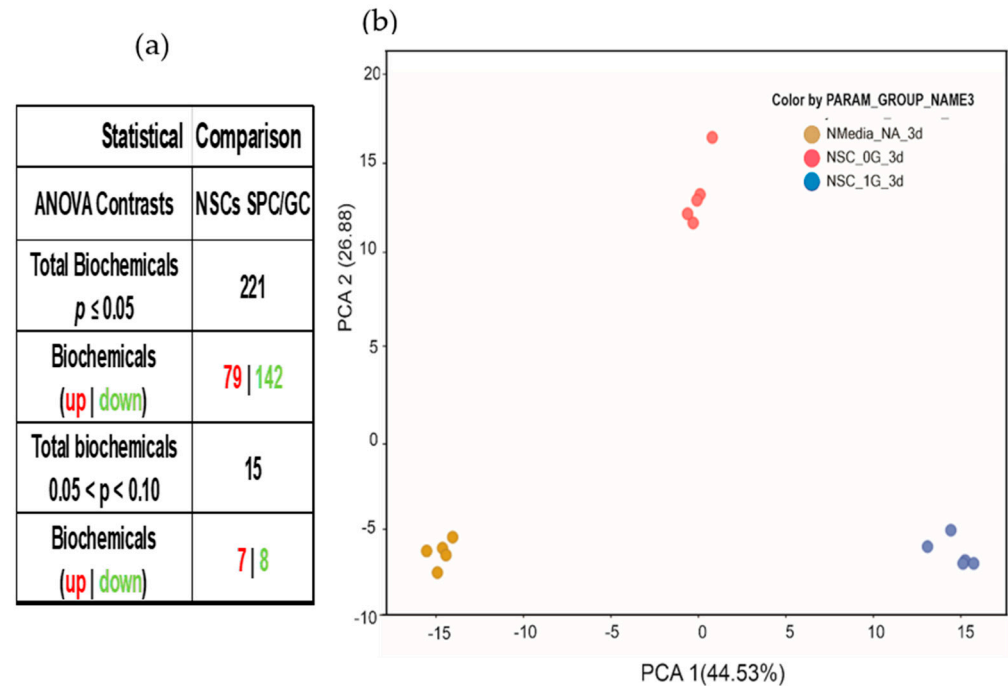 (a)
Statistical Comparison
ANOVA Contrasts NSCs SPC/GC
Total Biochemicals
p ≤ 0.05
221
Biochemicals
(up | down)
79 | 142
Total biochemicals
0.05 < p < 0.10
15
Biochemicals
(up | down)
7 | 8
(b)
Color by PARAM_GROUP_NAME3
NMedia_NA_3d
NSC_0G_3d
NSC_1G_3d
PCA 2 (26.88)
20
15
10
5
0
-5
-10
-15 -10 -5 0 5 10 15
PCA 1(44.53%)